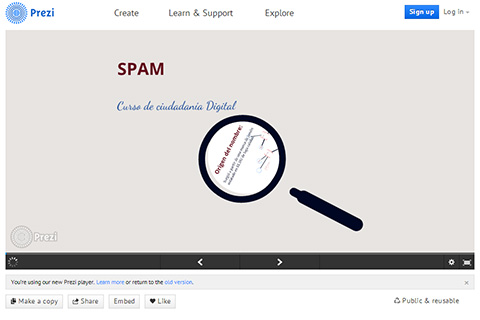 Prezi
Create
Learn & Support
Explore
Sign up
Log in
SPAM
Curso de ciudadania Digital
Origen del nombre:
Prezi
You're using our new Prezi player. Learn more or return to the old version.
Make a copy
Share
Embed
Like
Public & reusable